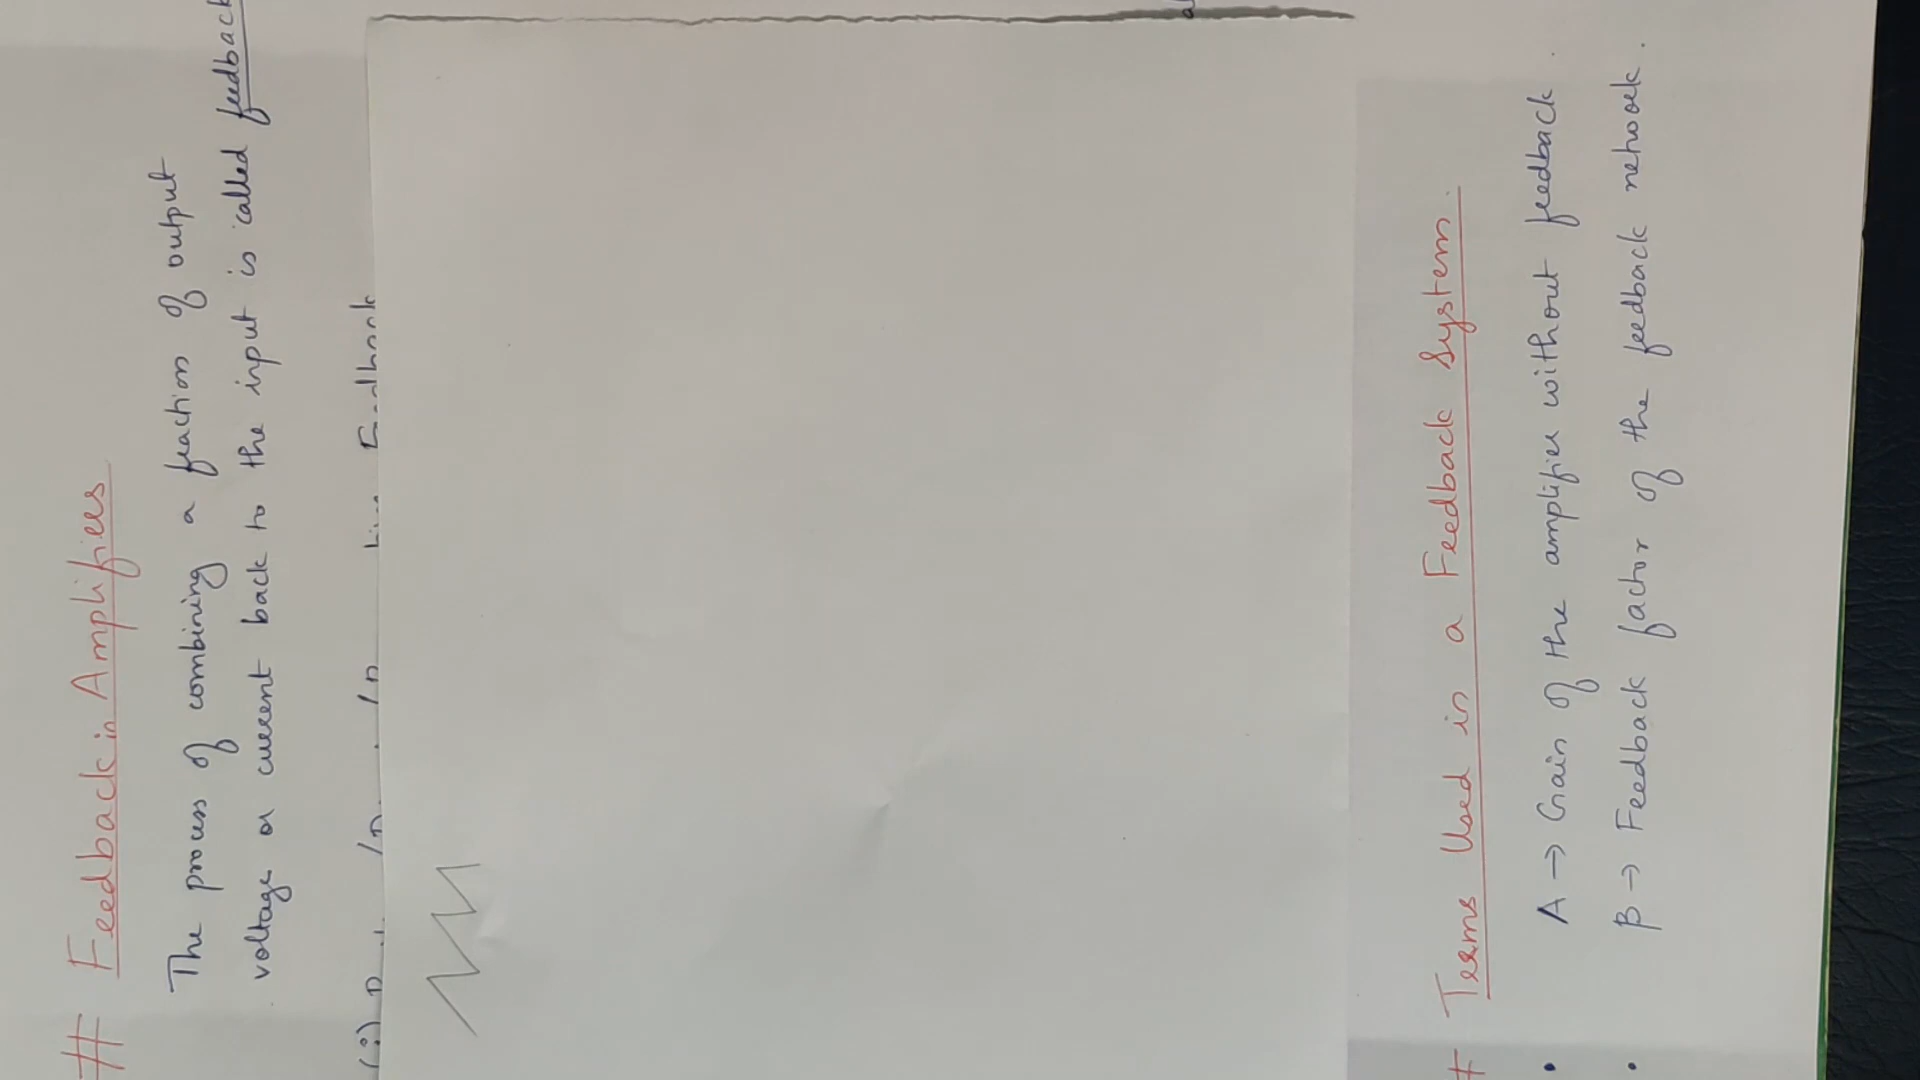 # Feedback in Amplifiers
The process of combining a fraction of output
voltage or current back to the input is called feedback
(i)
# Terms Used in a Feedback System.
• A → Gain of the amplifier without feedback.
• β → Feedback factor of the feedback network.